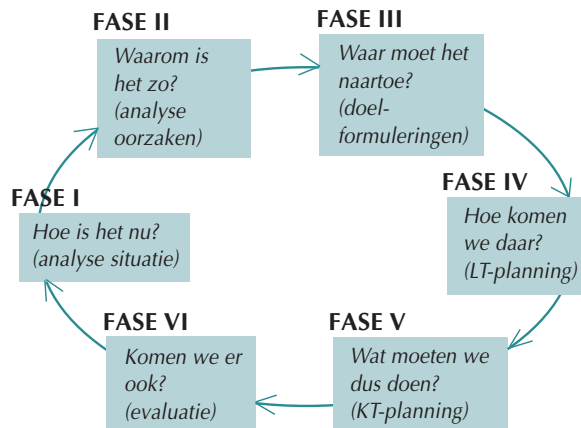 FASE I
Hoe is het nu?
(analyse situatie)
FASE II
Waarom is
het zo?
(analyse
oorzaken)
FASE III
Waar moet het
naartoe?
(doel-
formuleringen)
FASE IV
Hoe komen
we daar?
(LT-planning)
FASE V
Wat moeten we
dus doen?
(KT-planning)
FASE VI
Komen we er
ook?
(evaluatie)